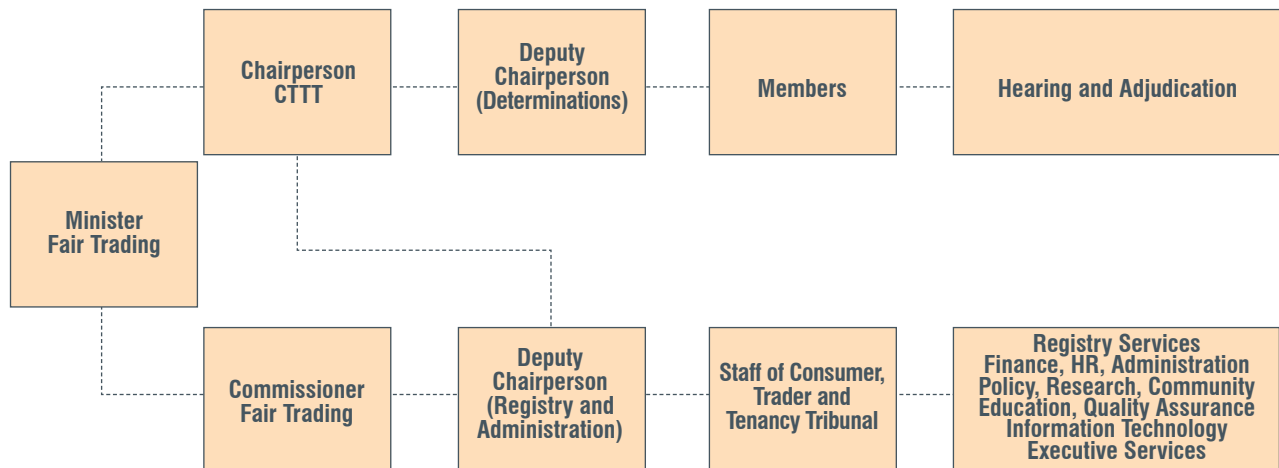 Chairperson
CTTT
Deputy
Chairperson
(Determinations)
Members
Hearing and Adjudication
Minister
Fair Trading
Commissioner
Fair Trading
Deputy
Chairperson
(Registry and
Administration)
Staff of Consumer,
Trader and
Tenancy Tribunal
Registry Services
Finance, HR, Administration
Policy, Research, Community
Education, Quality Assurance
Information Technology
Executive Services